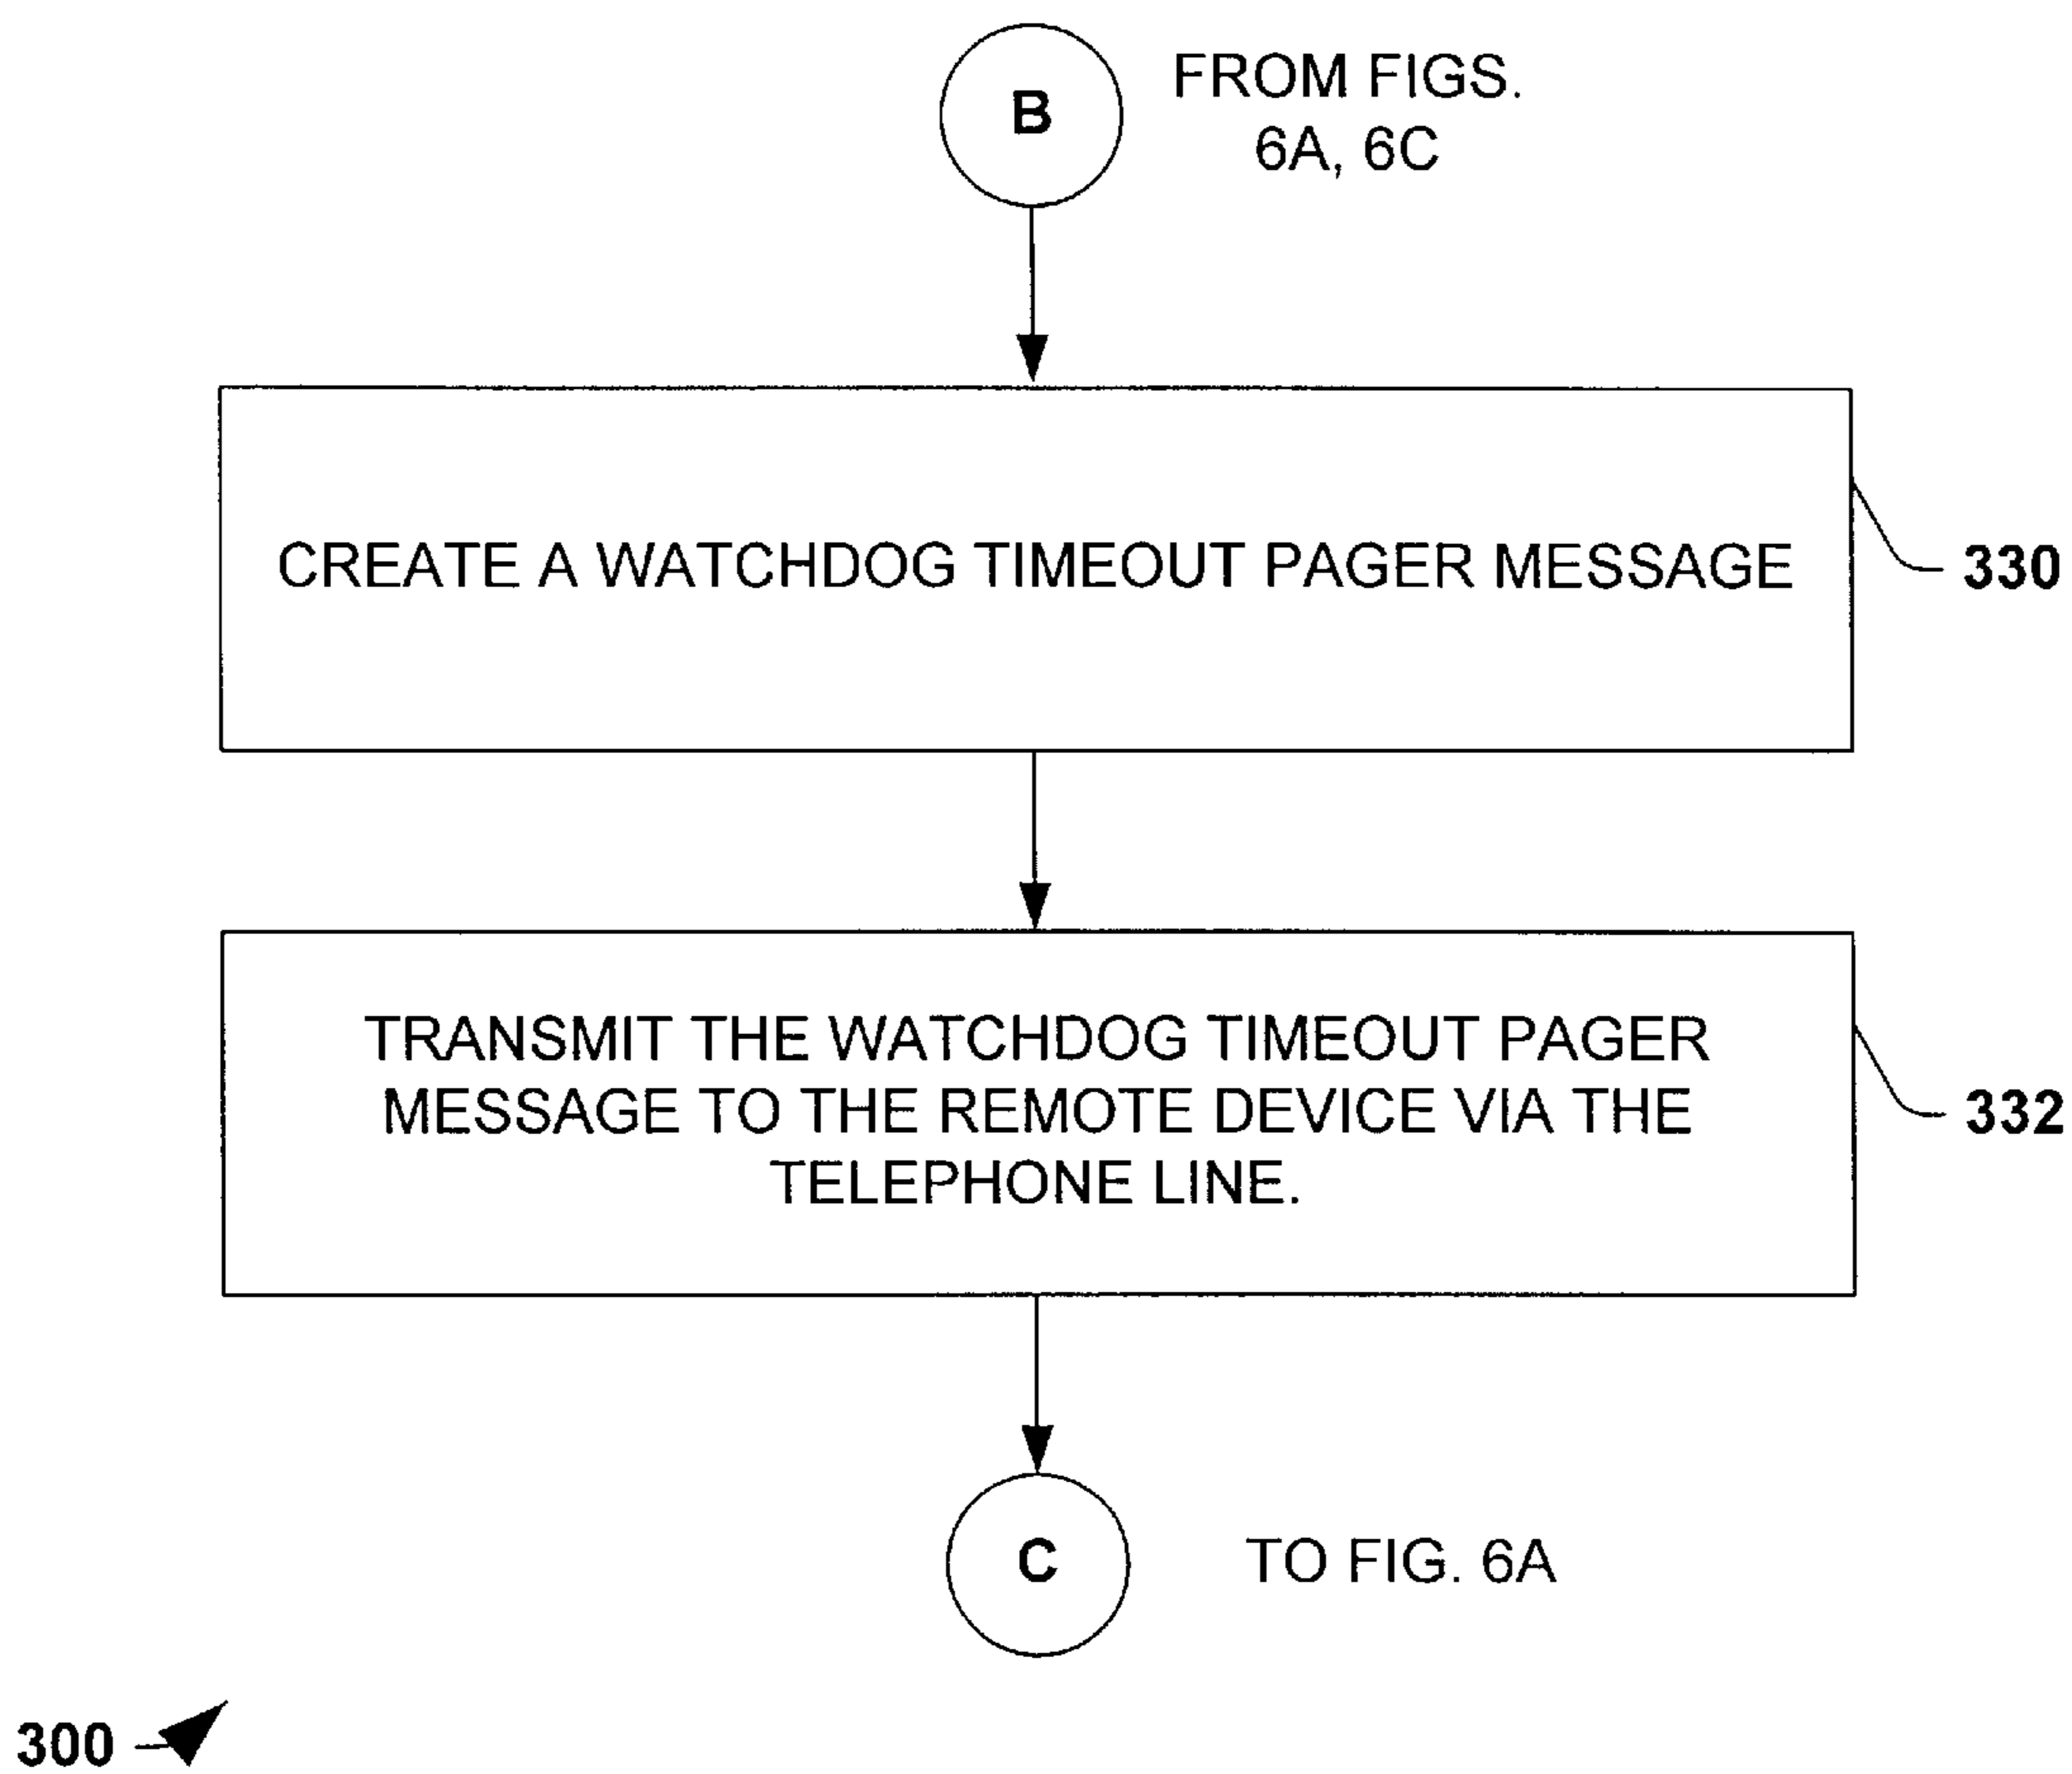 B
FROM FIGS.
6A, 6C
CREATE A WATCHDOG TIMEOUT PAGER MESSAGE
330
TRANSMIT THE WATCHDOG TIMEOUT PAGER
MESSAGE TO THE REMOTE DEVICE VIA THE
TELEPHONE LINE.
332
C
TO FIG. 6A
300